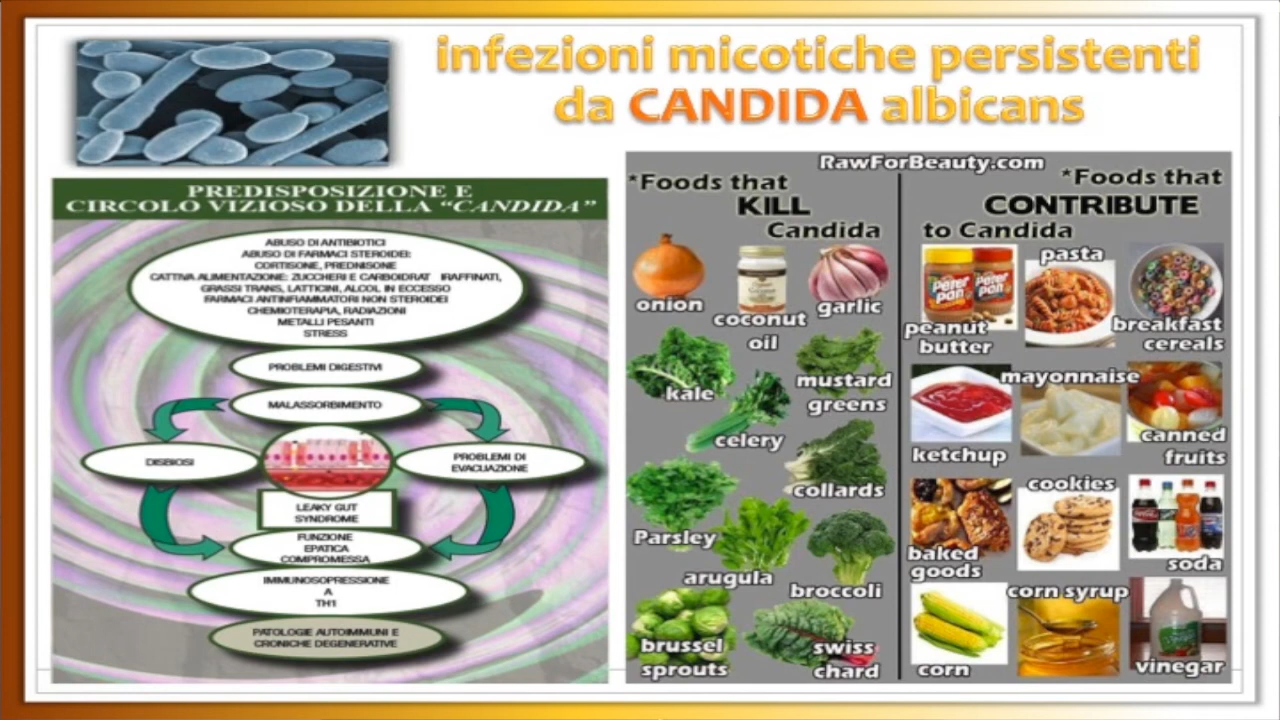 infezioni micotiche persistenti
da CANDIDA albicans
PREDISPOSIZIONE E
CIRCOLO VIZIOSO DELLA “CANDIDA”
ABUSO DI ANTIBIOTICI
ABUSO DI FARMACI STEROIDEI:
CORTISONE, PREDNISONE
CATTIVA ALIMENTAZIONE: ZUCCHERI E CARBOIDRAT IRAFFINATI,
GRASSI TRANS, LATTICINI, ALCOL IN ECCESSO
FARMACI ANTINFIAMMATORI NON STEROIDEI
CHEMIOTERAPIA, RADIAZIONI
METALLI PESANTI
STRESS
PROBLEMI DIGESTIVI
MALASSORBIMENTO
DISBIOSI
PROBLEMI DI
EVACUAZIONE
LEAKY GUT
SYNDROME
FUNZIONE
EPATICA
COMPROMESSA
IMMUNOSOPRESSIONE
A
TH1
PATOLOGIE AUTOIMMUNI E
CRONICHE DEGENERATIVE
RawForBeauty.com
*Foods that
KILL
Candida
onion
coconut
oil
garlic
kale
mustard
greens
celery
collards
Parsley
arugula
broccoli
brussel
sprouts
swiss
chard
*Foods that
CONTRIBUTE
to Candida
Peter
Pan
Peter
Pan
peanut
butter
pasta
breakfast
cereals
ketchup
mayonnaise
canned
fruits
baked
goods
cookies
soda
corn
corn syrup
vinegar